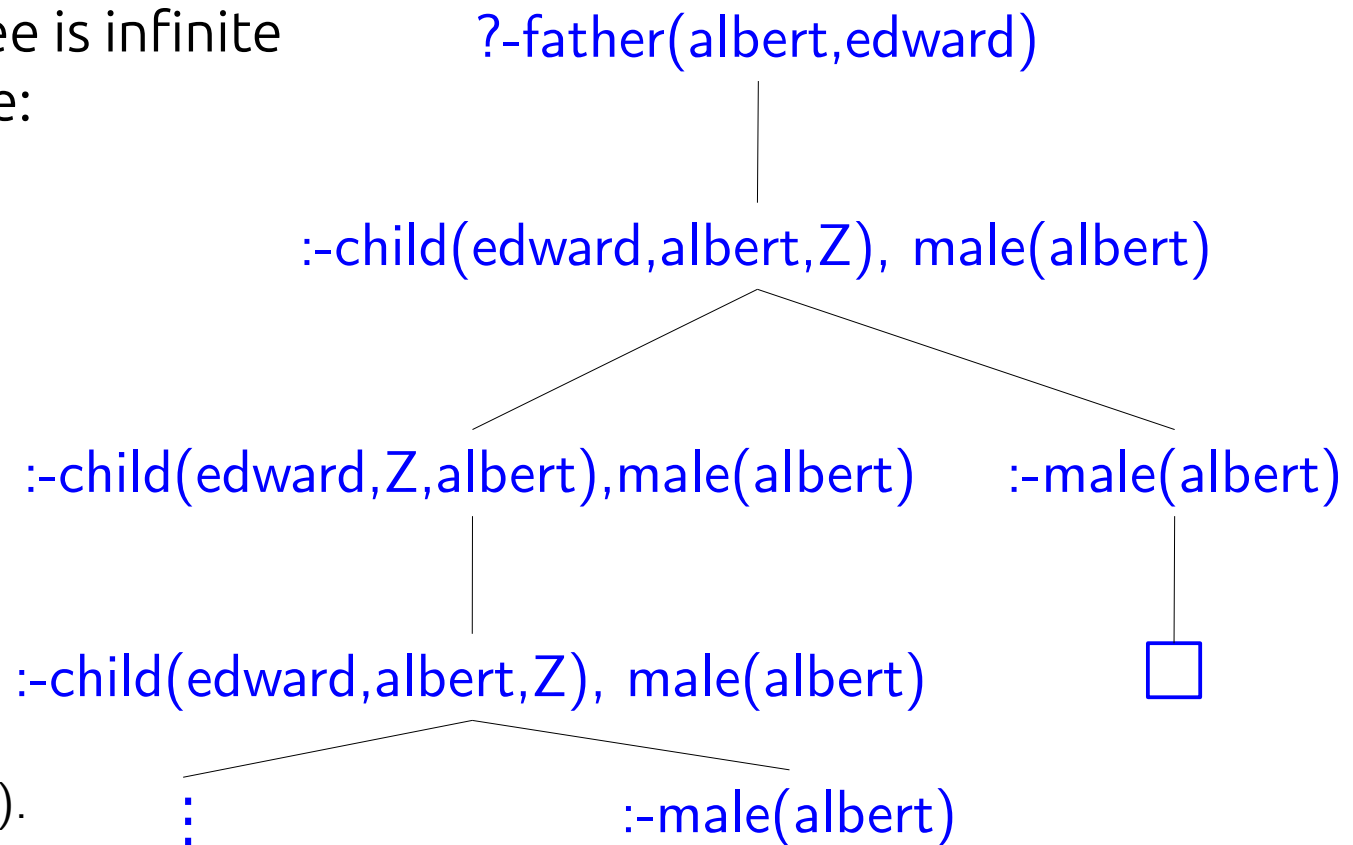 ee is infinite
e:
?-father(albert,edward)
:-child(edward,albert,Z), male(albert)
:-child(edward,Z,albert),male(albert)
:-male(albert)
:-child(edward,albert,Z), male(albert)
).
⋮
:-male(albert)